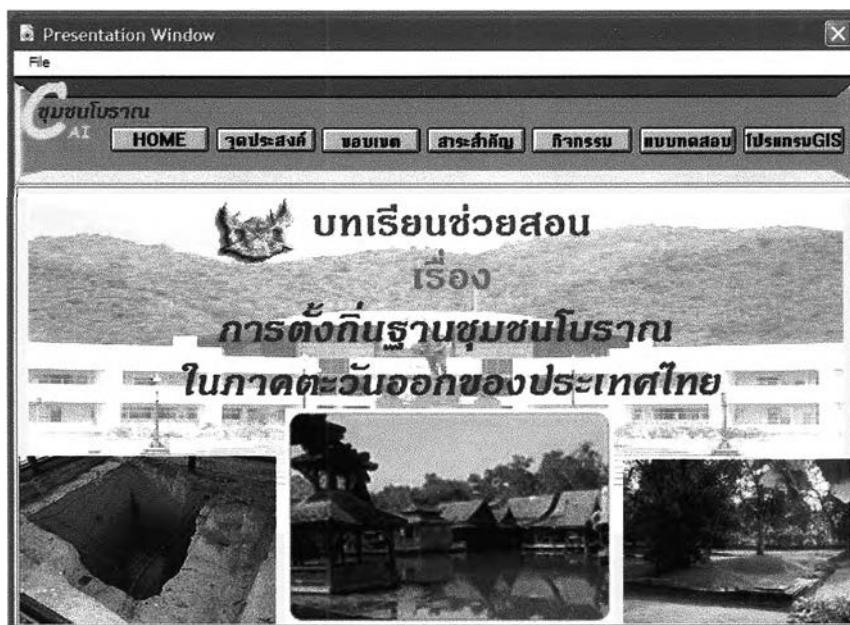 Presentation Window
File
ชุมชนโบราณ
CAI
HOME จุดประสงค์ ขอบเขต สาระสำคัญ กิจกรรม แบบทดสอบ โปรแกรมGIS
บทเรียนช่วยสอน
เรื่อง
การตั้งถิ่นฐานชุมชนโบราณ
ในภาคตะวันออกของประเทศไทย